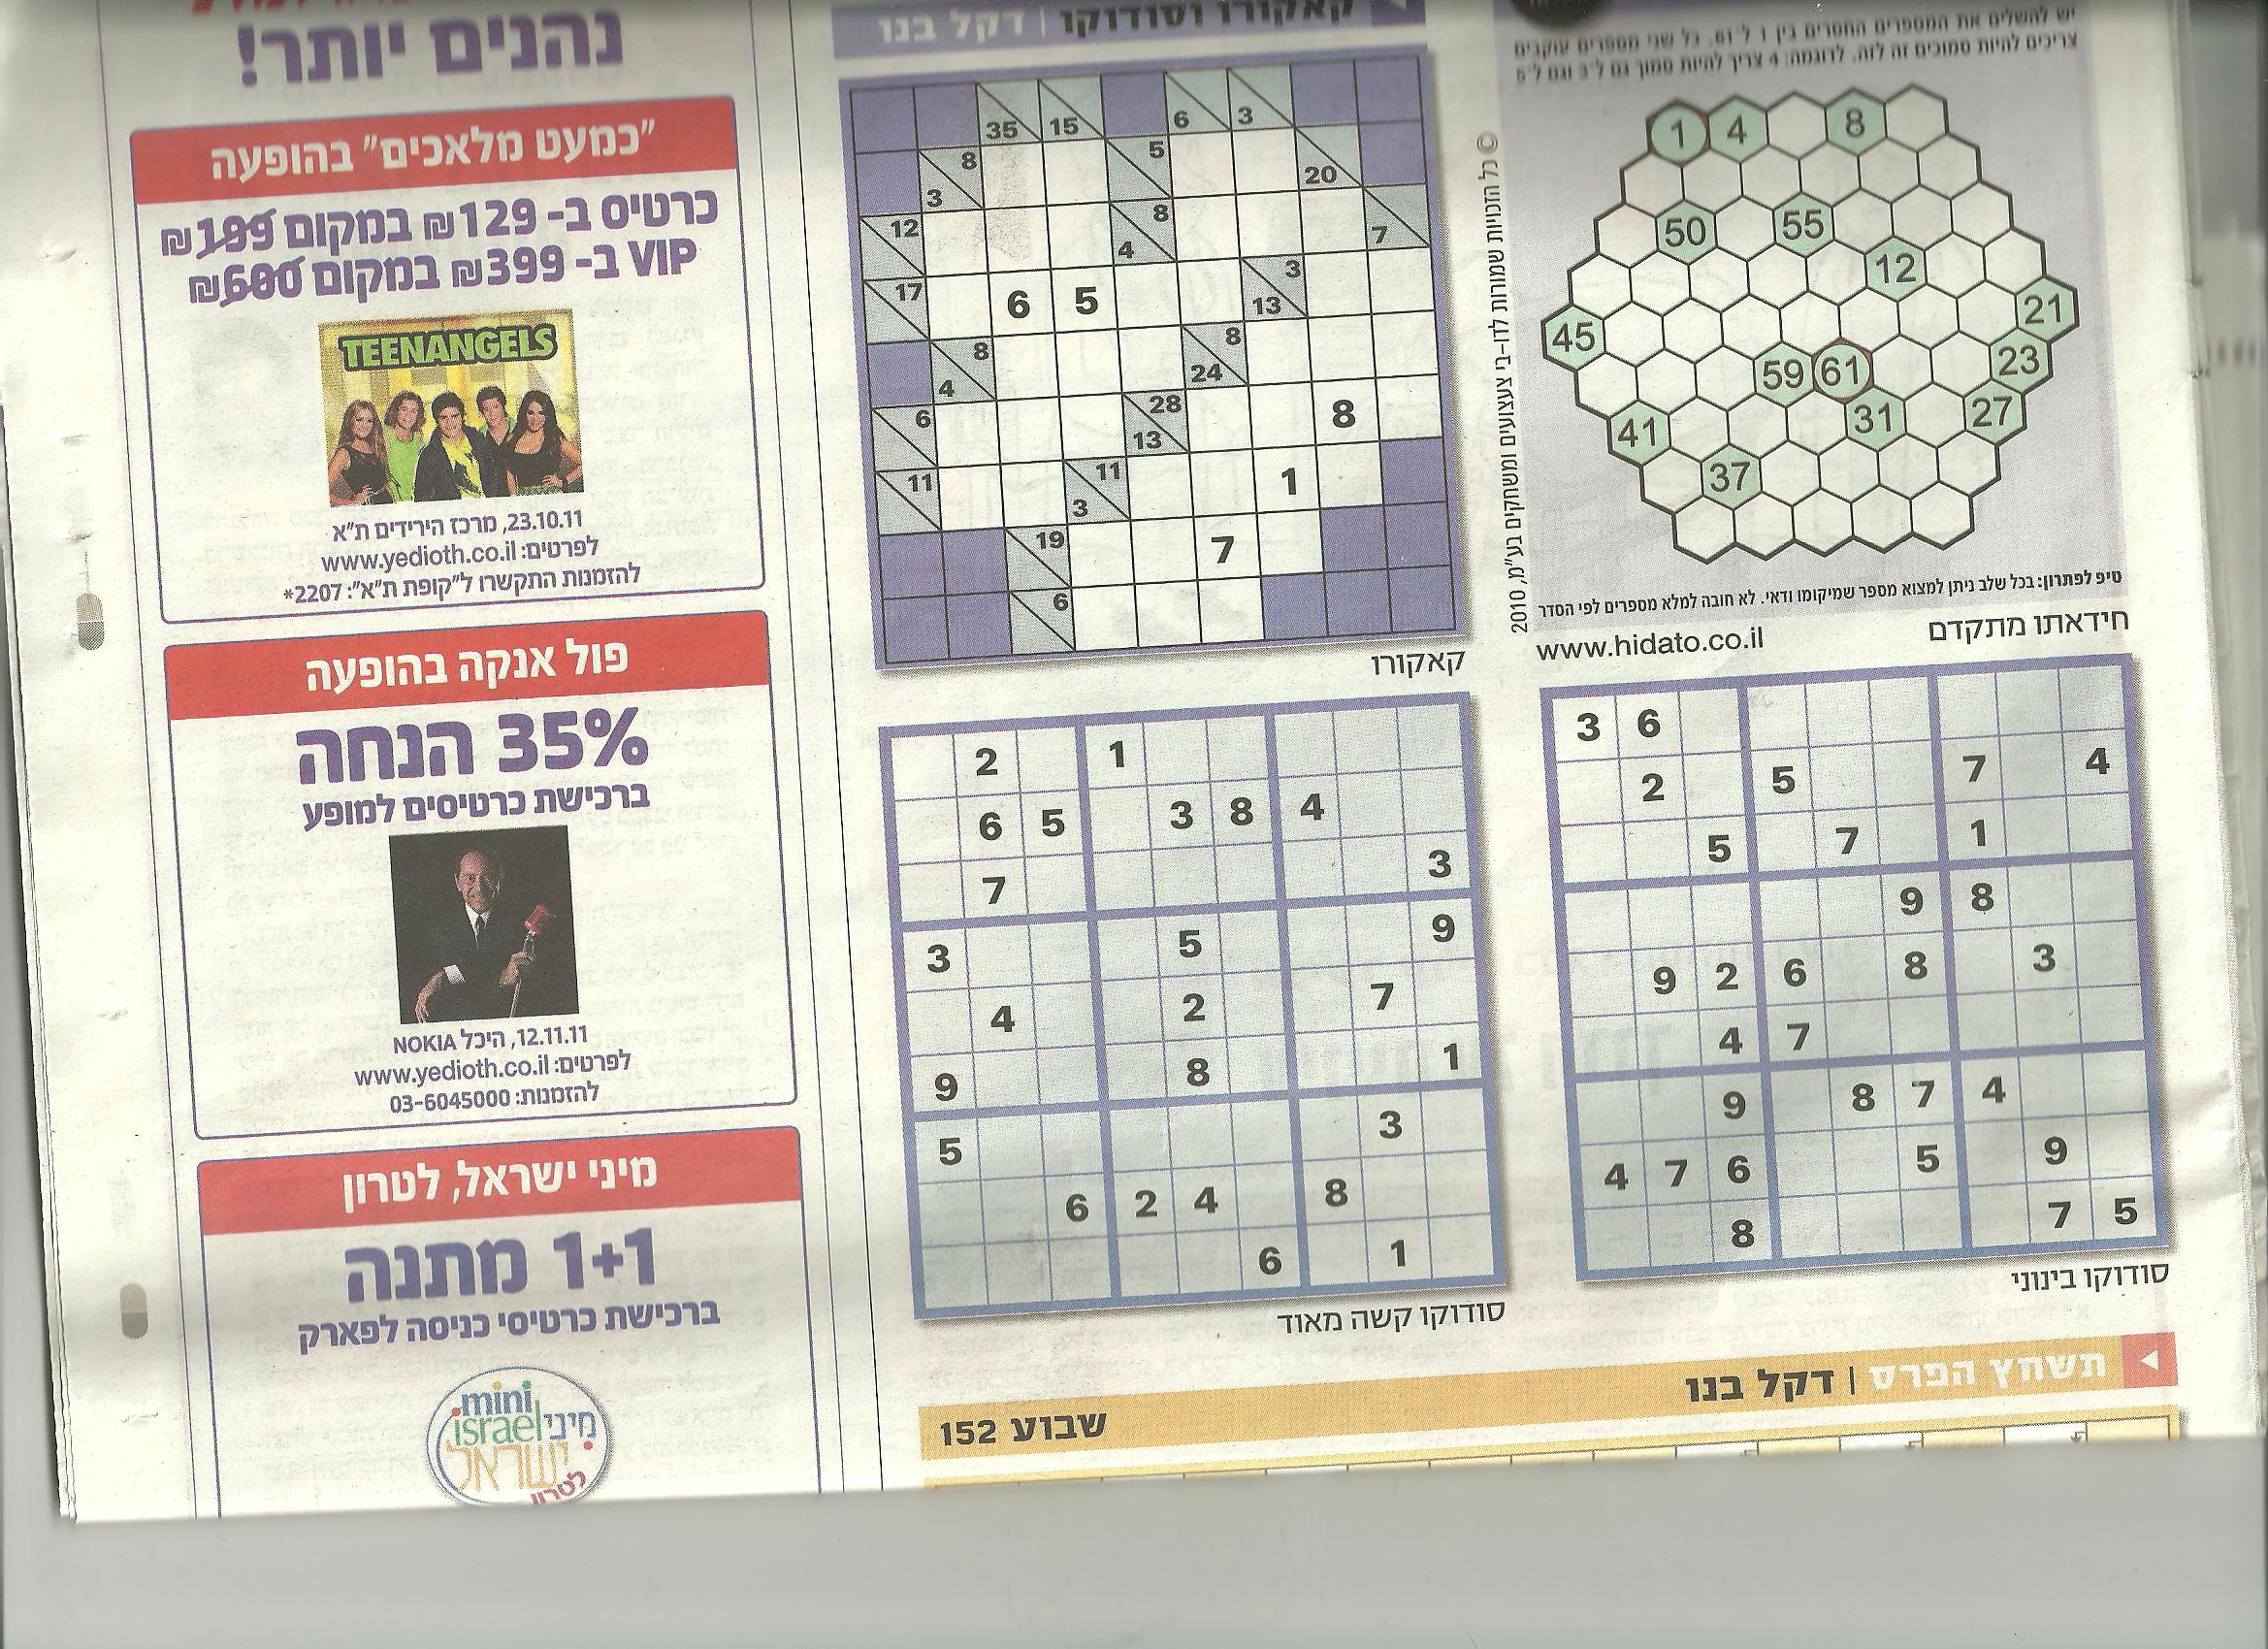 נהנים יותר!
"כמעט מלאכים" בהופעה
כרטיס ב- 129 ₪ במקום 199 ₪
VIP ב- 399 ₪ במקום 600 ₪
TEENANGELS
23.10.11, מרכז הירידים ת"א
לפרטים: www.yedioth.co.il
להזמנות התקשרו ל"קופת ת"א": 2207*
פול אנקה בהופעה
35% הנחה
ברכישת כרטיסים למופע
12.11.11, היכל NOKIA
לפרטים: www.yedioth.co.il
להזמנות: 03-6045000
מיני ישראל, לטרון
1+1 מתנה
ברכישת כרטיסי כניסה לפארק
mini
israel מיני
ישראל
לטרון
קאקורו וסודוקו | דקל בנו
35 15 6 3
8 3 5 20
12 8 4 7
17 6 5 3 13
8 4 8 24
6 28 13 8
11 11 3 1
19 7
6
קאקורו
יש להשלים את המספרים החסרים בין 1 ל-61. כל שני מספרים עוקבים
צריכים להיות סמוכים זה לזה. לדוגמה: 4 צריך להיות סמוך גם ל-3 וגם ל-5
1 4 8
50 55
12
45 21
59 61 23
41 31 27
37
© כל הזכויות שמורות לדו-בי צעצועים ומשחקים בע"מ, 2010
טיפ לפתרון: בכל שלב ניתן למצוא מספר שמיקומו ודאי. לא חובה למלא מספרים לפי הסדר
חידאתו מתקדם
www.hidato.co.il
2 1
6 5 3 8 4
7 3
3 5 9
4 2 7
9 8 1
5 3
6 2 4 8
6 1
סודוקו קשה מאוד
3 6
2 5 7 4
5 7 1
9 8
9 2 6 8 3
4 7
9 8 7 4
4 7 6 5 9
8 7 5
סודוקו בינוני
תשחץ הפרס | דקל בנו
שבוע 152